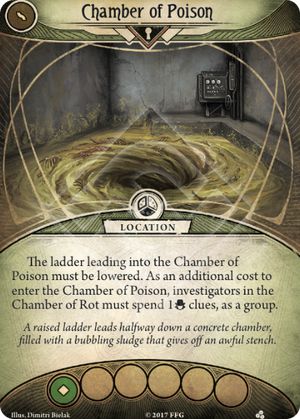 Chamber of Poison
LOCATION
The ladder leading into the Chamber of
Poison must be lowered. As an additional cost to
enter the Chamber of Poison, investigators in the
Chamber of Rot must spend 1 clues, as a group.
A raised ladder leads halfway down a concrete chamber,
filled with a bubbling sludge that gives off an awful stench.
Illus. Dimitri Bielak
© 2017 FFG